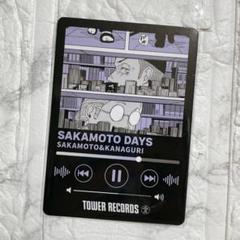 SAKAMOTO DAYS
SAKAMOTO&KANAGURI
TOWER RECORDS